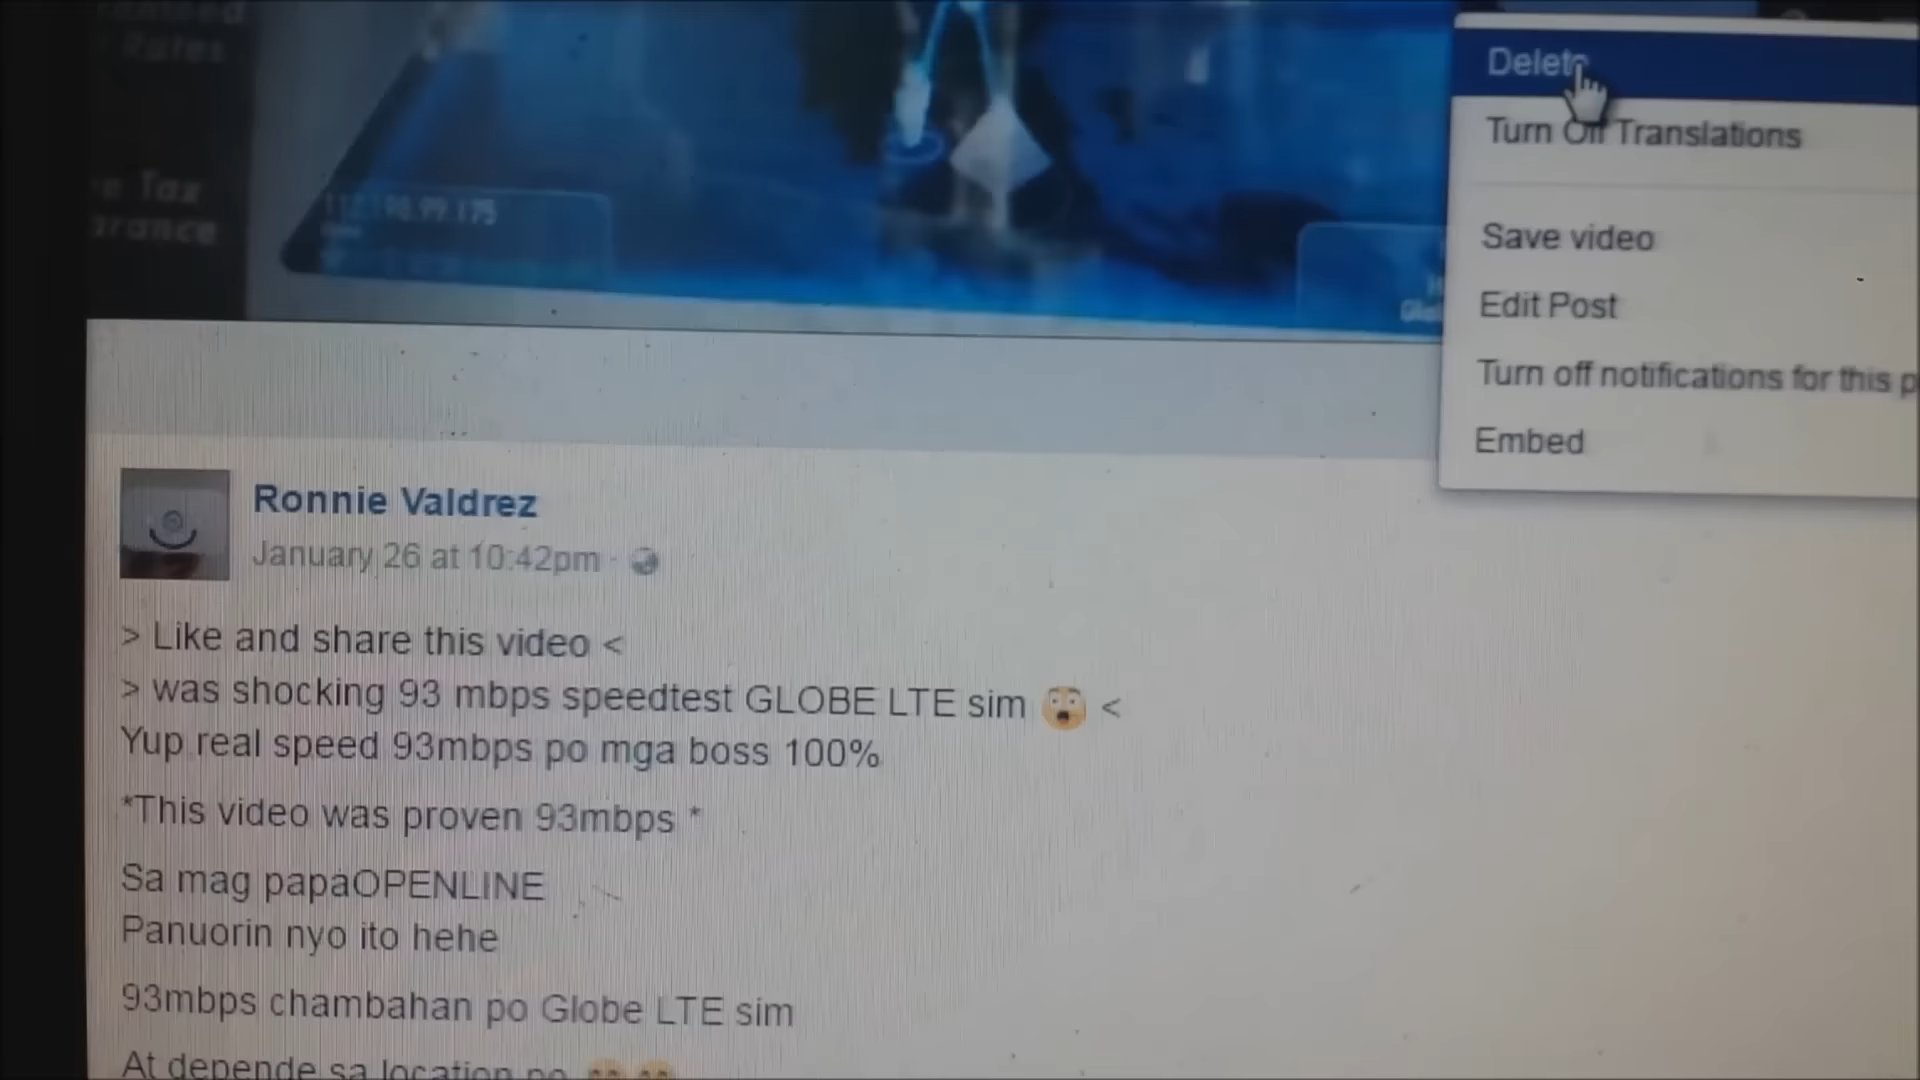 Rates
Tax
Delete
Turn Off Translations
Save video
Edit Post
Turn off notifications for this p
Embed
Ronnie Valdrez
January 26 at 10:42pm ·
> Like and share this video <
> was shocking 93 mbps speedtest GLOBE LTE sim 😲 <
Yup real speed 93mbps po mga boss 100%
*This video was proven 93mbps *
Sa mag papaOPENLINE
Panuorin nyo ito hehe
93mbps chambahan po Globe LTE sim
At depende sa location po